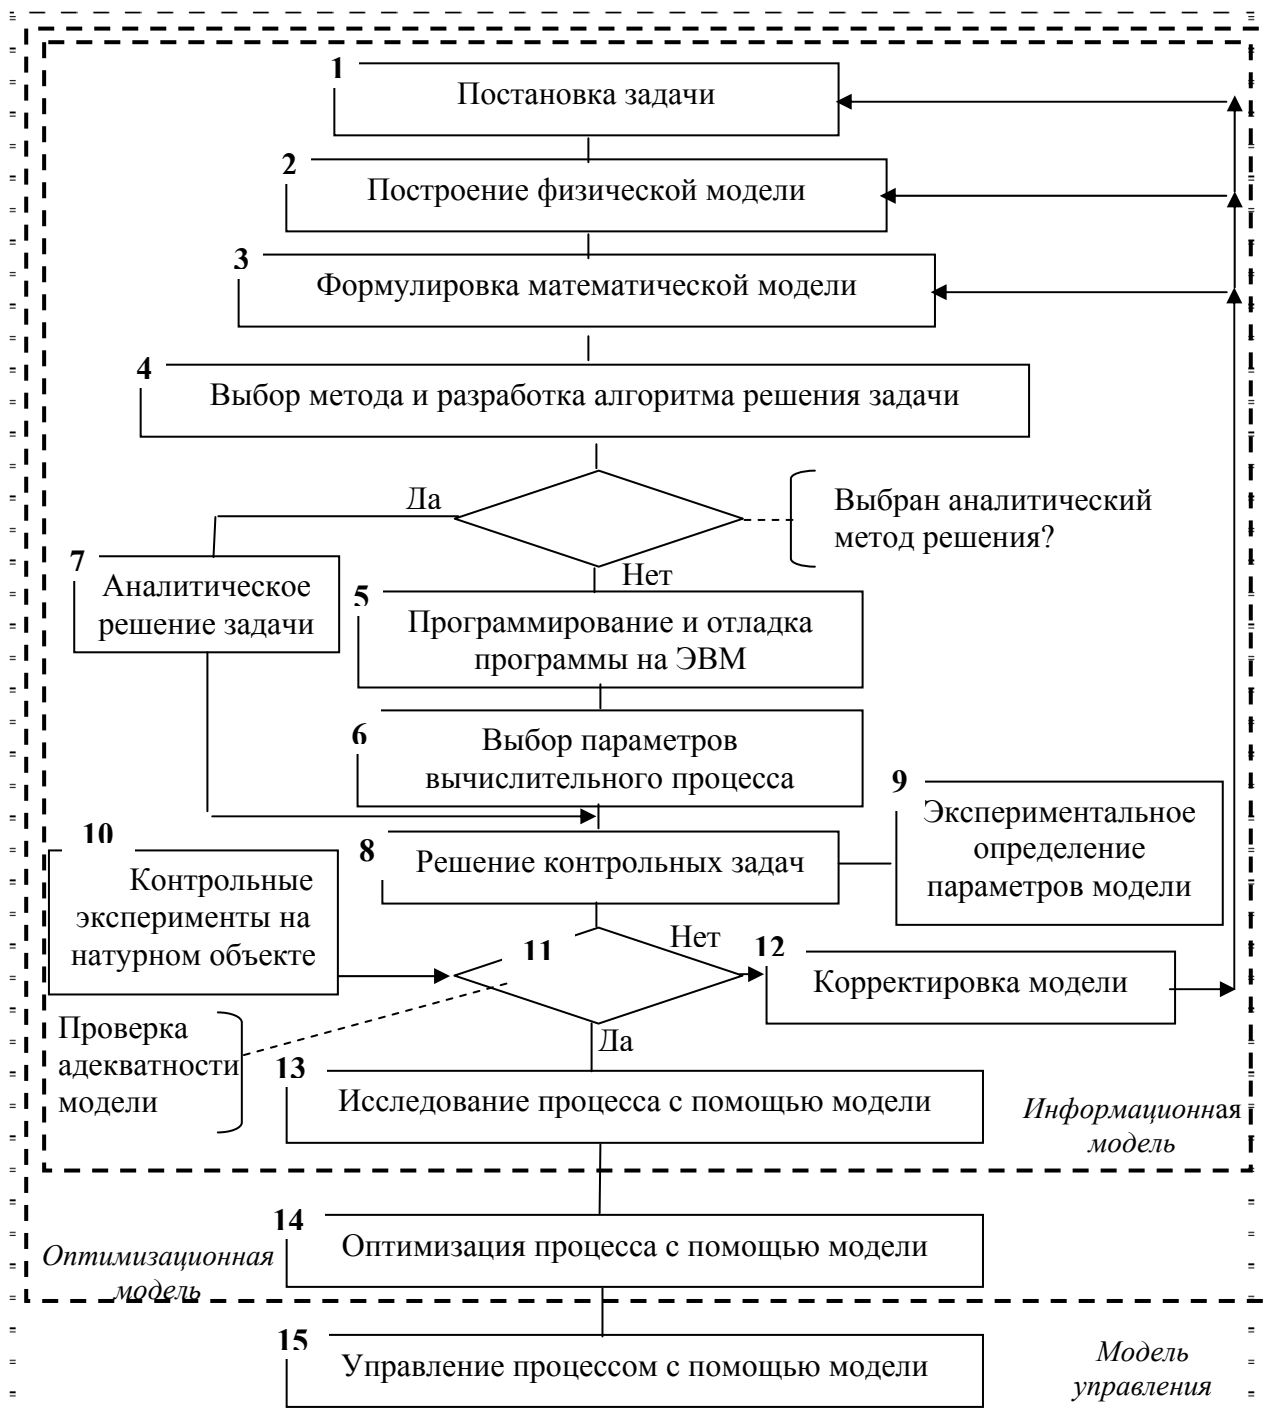 1
Постановка задачи
2
Построение физической модели
3
Формулировка математической модели
4
Выбор метода и разработка алгоритма решения задачи
Да
Выбран аналитический
метод решения?
Нет
7
Аналитическое
решение задачи
5
Программирование и отладка
программы на ЭВМ
6
Выбор параметров
вычислительного процесса
9
Экспериментальное
определение
параметров модели
10
Контрольные
эксперименты на
натурном объекте
8
Решение контрольных задач
11
Нет
12
Корректировка модели
Проверка
адекватности
модели
Да
13
Исследование процесса с помощью модели
Информационная
модель
14
Оптимизация процесса с помощью модели
Оптимизационная
модель
15
Управление процессом с помощью модели
Модель
управления